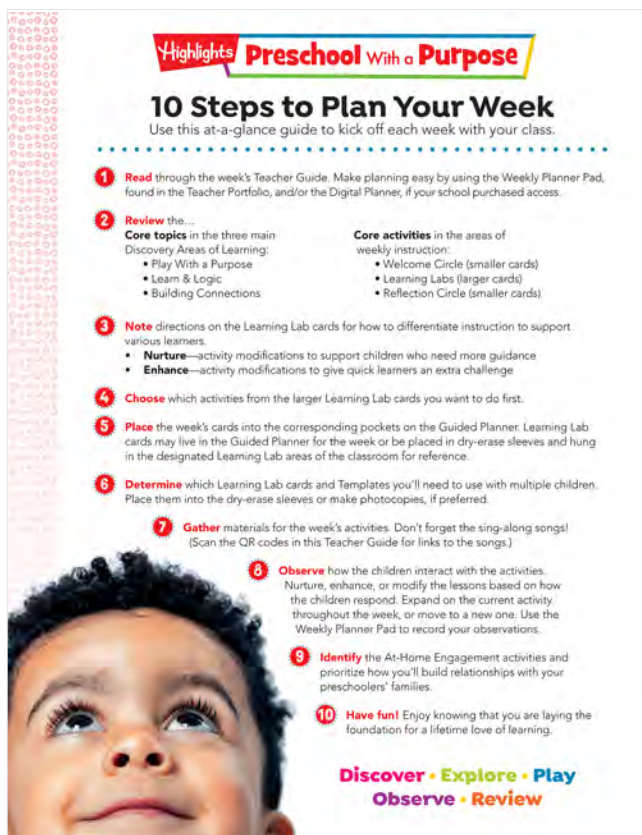 Highlights Preschool With a Purpose
10 Steps to Plan Your Week
Use this at-a-glance guide to kick off each week with your class.
1 Read through the week's Teacher Guide. Make planning easy by using the Weekly Planner Pad,
found in the Teacher Portfolio, and/or the Digital Planner, if your school purchased access.
2 Review the…
Core topics in the three main
Discovery Areas of Learning:
• Play With a Purpose
• Learn & Logic
• Building Connections
Core activities in the areas of
weekly instruction:
• Welcome Circle (smaller cards)
• Learning Labs (larger cards)
• Reflection Circle (smaller cards)
3 Note directions on the Learning Lab cards for how to differentiate instruction to support
various learners.
• Nurture—activity modifications to support children who need more guidance
• Enhance—activity modifications to give quick learners an extra challenge
4 Choose which activities from the larger Learning Lab cards you want to do first.
5 Place the week's cards into the corresponding pockets on the Guided Planner. Learning Lab
cards may live in the Guided Planner for the week or be placed in dry-erase sleeves and hung
in the designated Learning Lab areas of the classroom for reference.
6 Determine which Learning Lab cards and Templates you'll need to use with multiple children.
Place them into the dry-erase sleeves or make photocopies, if preferred.
7 Gather materials for the week's activities. Don't forget the sing-along songs!
(Scan the QR codes in this Teacher Guide for links to the songs.)
8 Observe how the children interact with the activities.
Nurture, enhance, or modify the lessons based on how
the children respond. Expand on the current activity
throughout the week, or move to a new one. Use the
Weekly Planner Pad to record your observations.
9 Identify the At-Home Engagement activities and
prioritize how you'll build relationships with your
preschoolers' families.
10 Have fun! Enjoy knowing that you are laying the
foundation for a lifetime love of learning.
Discover • Explore • Play
Observe • Review